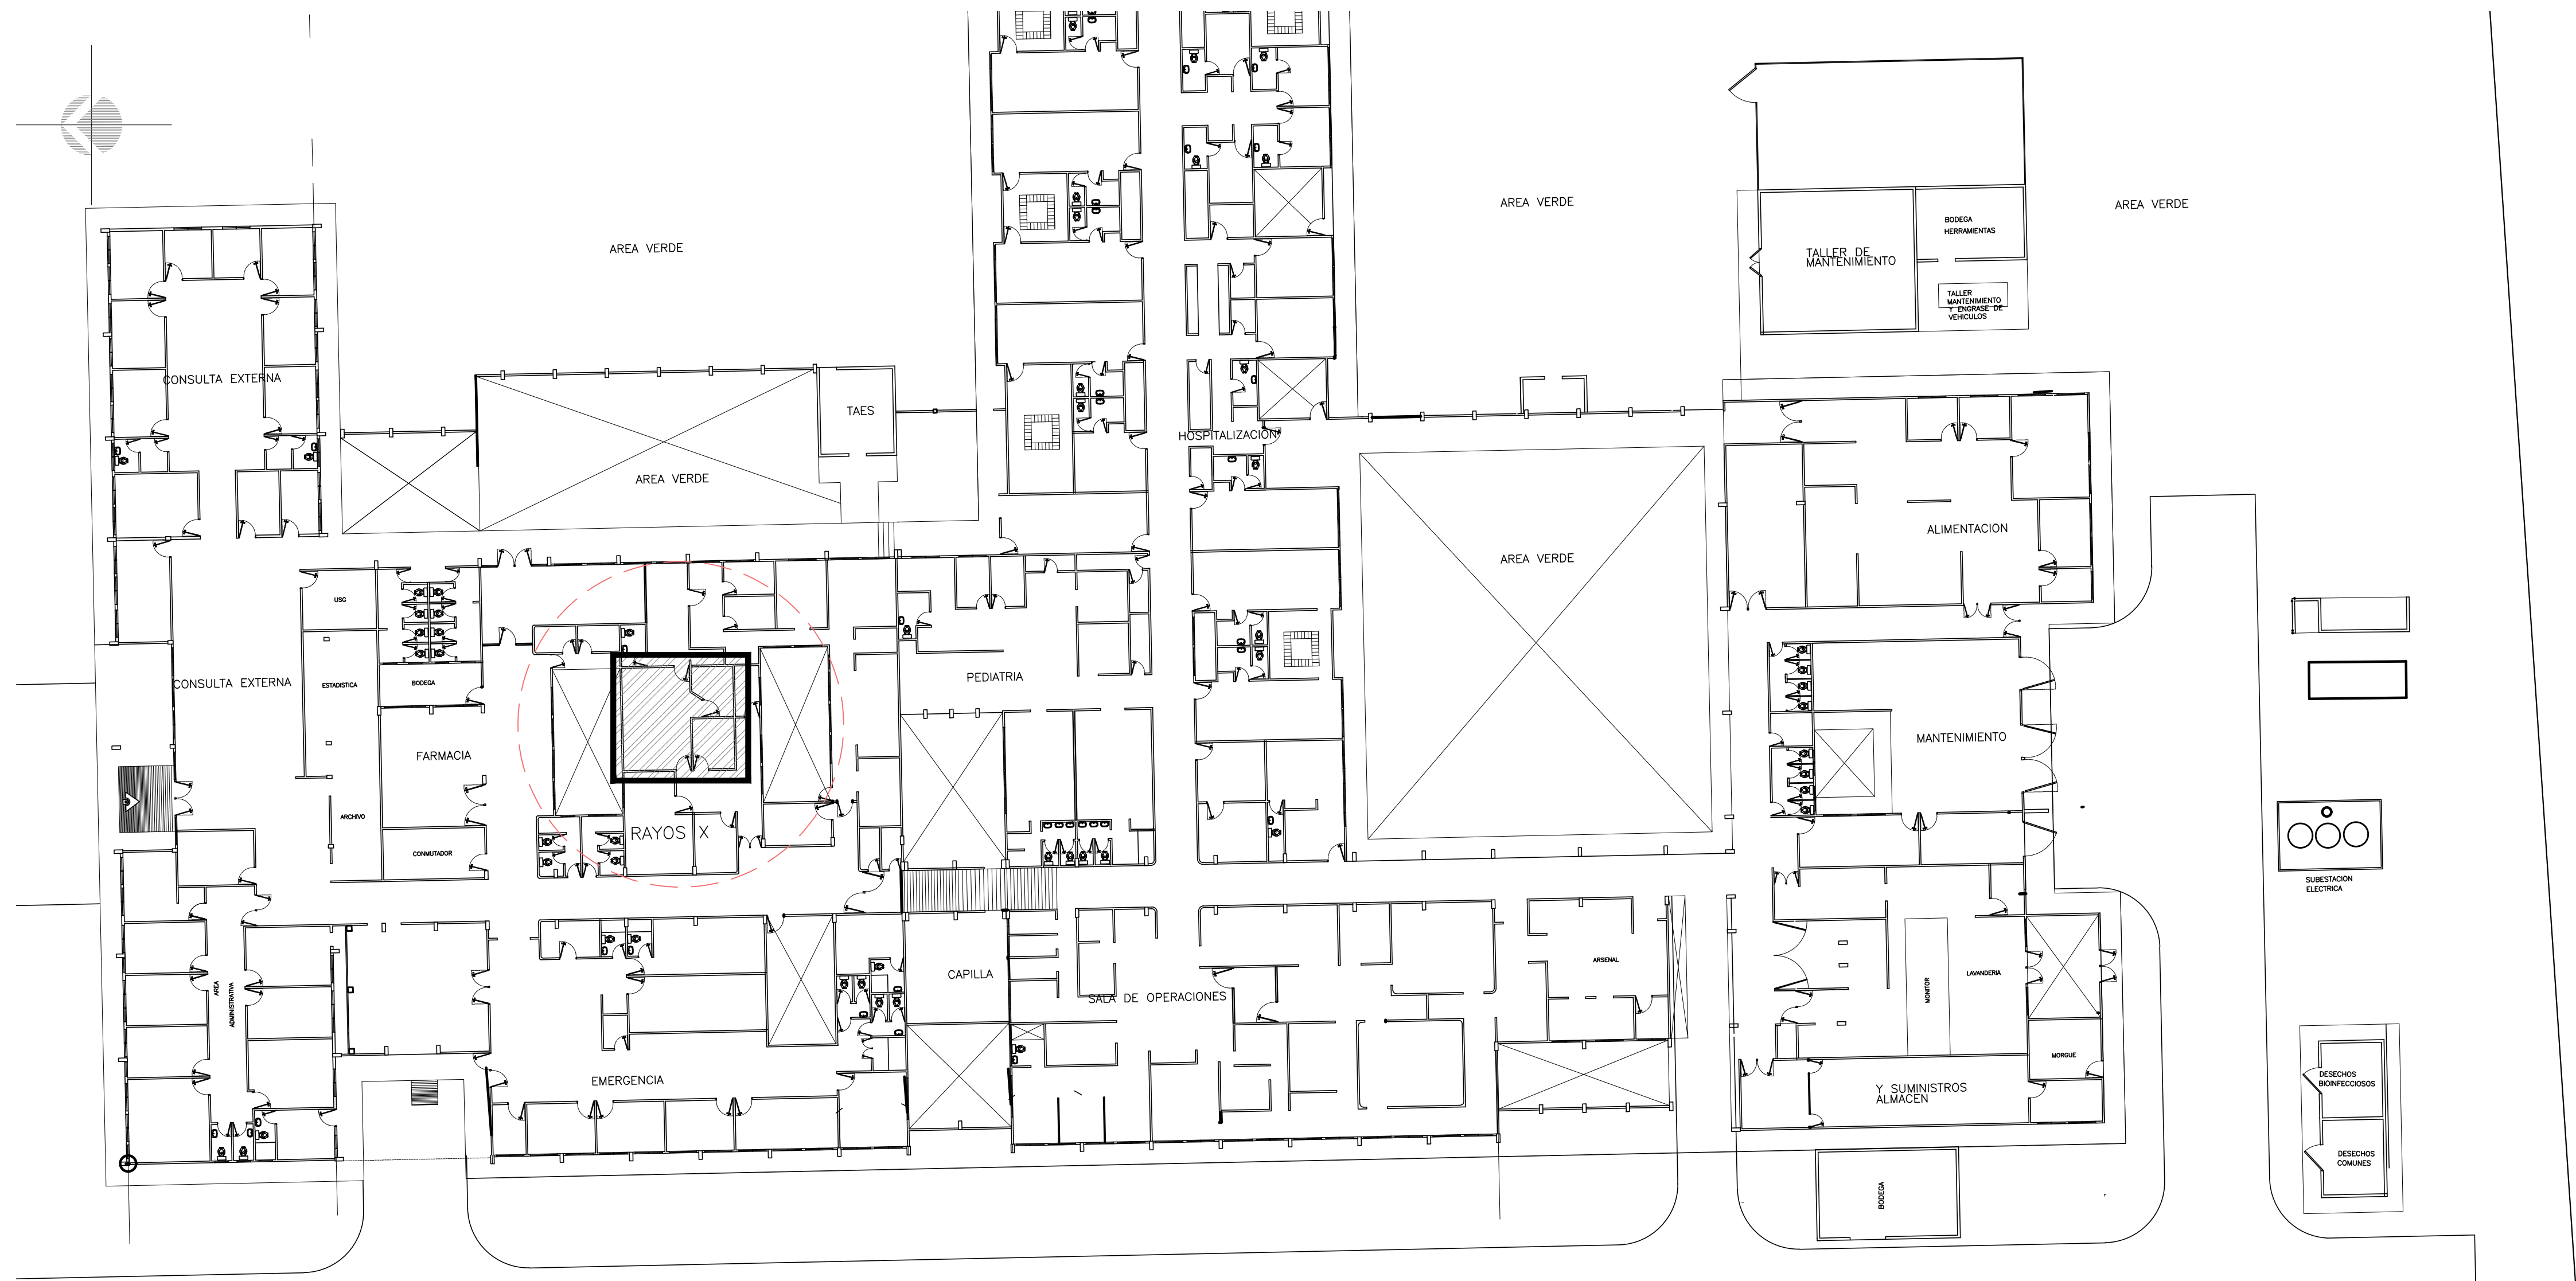 AREA VERDE
AREA VERDE
AREA VERDE
BODEGA
HERRAMIENTAS
TALLER DE
MANTENIMIENTO
TALLER
MANTENIMIENTO
Y ENGRASE DE
VEHICULOS
CONSULTA EXTERNA
TAES
HOSPITALIZACION
AREA VERDE
ALIMENTACION
AREA VERDE
USG
CONSULTA EXTERNA
ESTADISTICA
BODEGA
PEDIATRIA
FARMACIA
MANTENIMIENTO
ARCHIVO
RAYOS X
CONMUTADOR
SUBESTACION
ELECTRICA
AREA
ADMINISTRATIVA
CAPILLA
SALA DE OPERACIONES
ARSENAL
MONITOR
LAVANDERIA
MORGUE
EMERGENCIA
Y SUMINISTROS
ALMACEN
DESECHOS
BIOINFECCIOSOS
DESECHOS
COMUNES
BODEGA